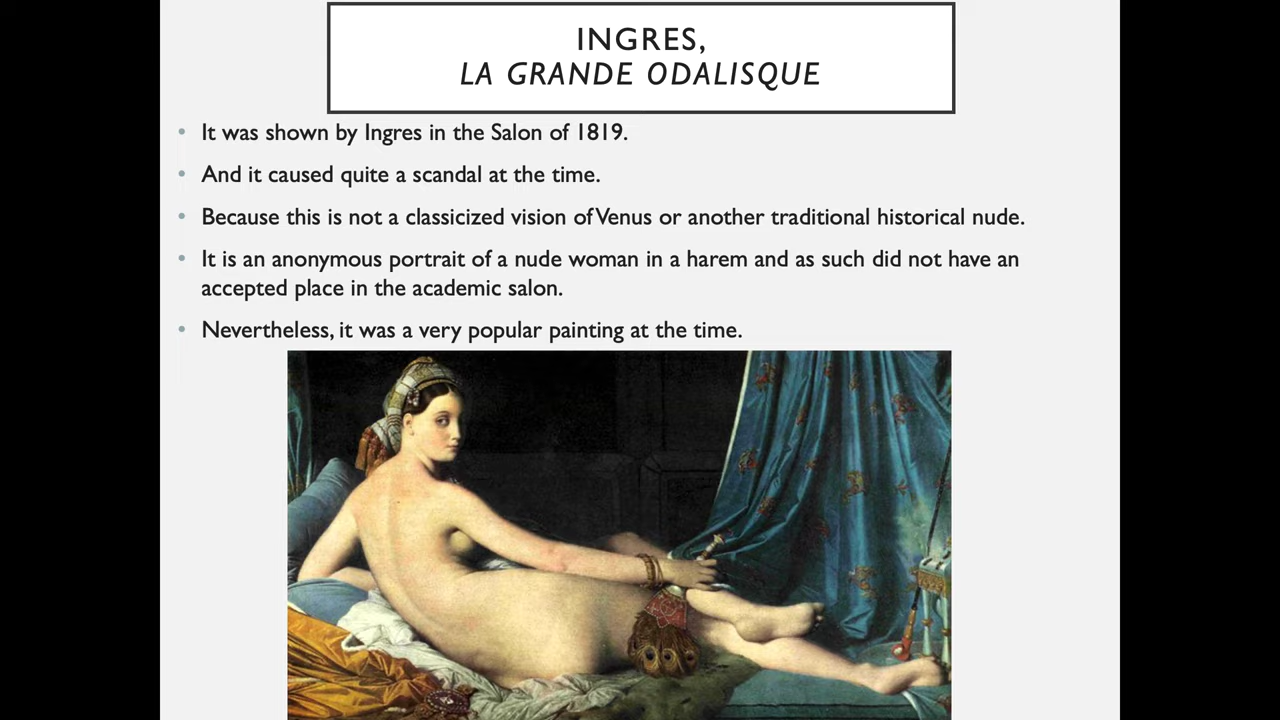 INGRES,
LA GRANDE ODALISQUE
• It was shown by Ingres in the Salon of 1819.
• And it caused quite a scandal at the time.
• Because this is not a classicized vision of Venus or another traditional historical nude.
• It is an anonymous portrait of a nude woman in a harem and as such did not have an
accepted place in the academic salon.
• Nevertheless, it was a very popular painting at the time.